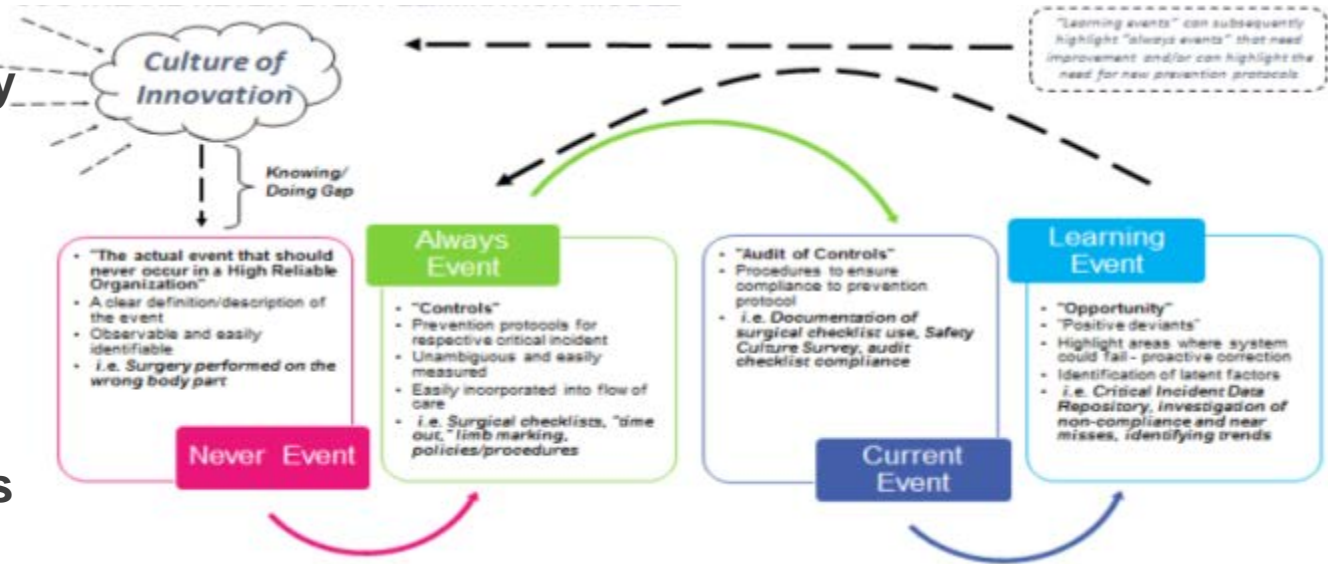 Culture of
Innovation
"Learning events" can subsequently
highlight "always events" that need
improvement and/or can highlight the
need for new prevention protocols
y
Knowing/
Doing Gap
• "The actual event that should
never occur in a High Reliable
Organization"
• A clear definition/description of
the event
• Observable and easily
identifiable
• i.e. Surgery performed on the
wrong body part
Never Event
Always
Event
• "Controls"
• Prevention protocols for
respective critical incident
• Unambiguous and easily
measured
• Easily incorporated into flow of
care
• i.e. Surgical checklists, "time
out," limb marking,
policies/procedures
• "Audit of Controls"
• Procedures to ensure
compliance to prevention
protocol
• i.e. Documentation of
surgical checklist use, Safety
Culture Survey, audit
checklist compliance
Current
Event
Learning
Event
• "Opportunity"
• "Positive deviants"
• Highlight areas where system
could fail - proactive correction
• Identification of latent factors
• i.e. Critical Incident Data
Repository, investigation of
non-compliance and near
misses, identifying trends
s